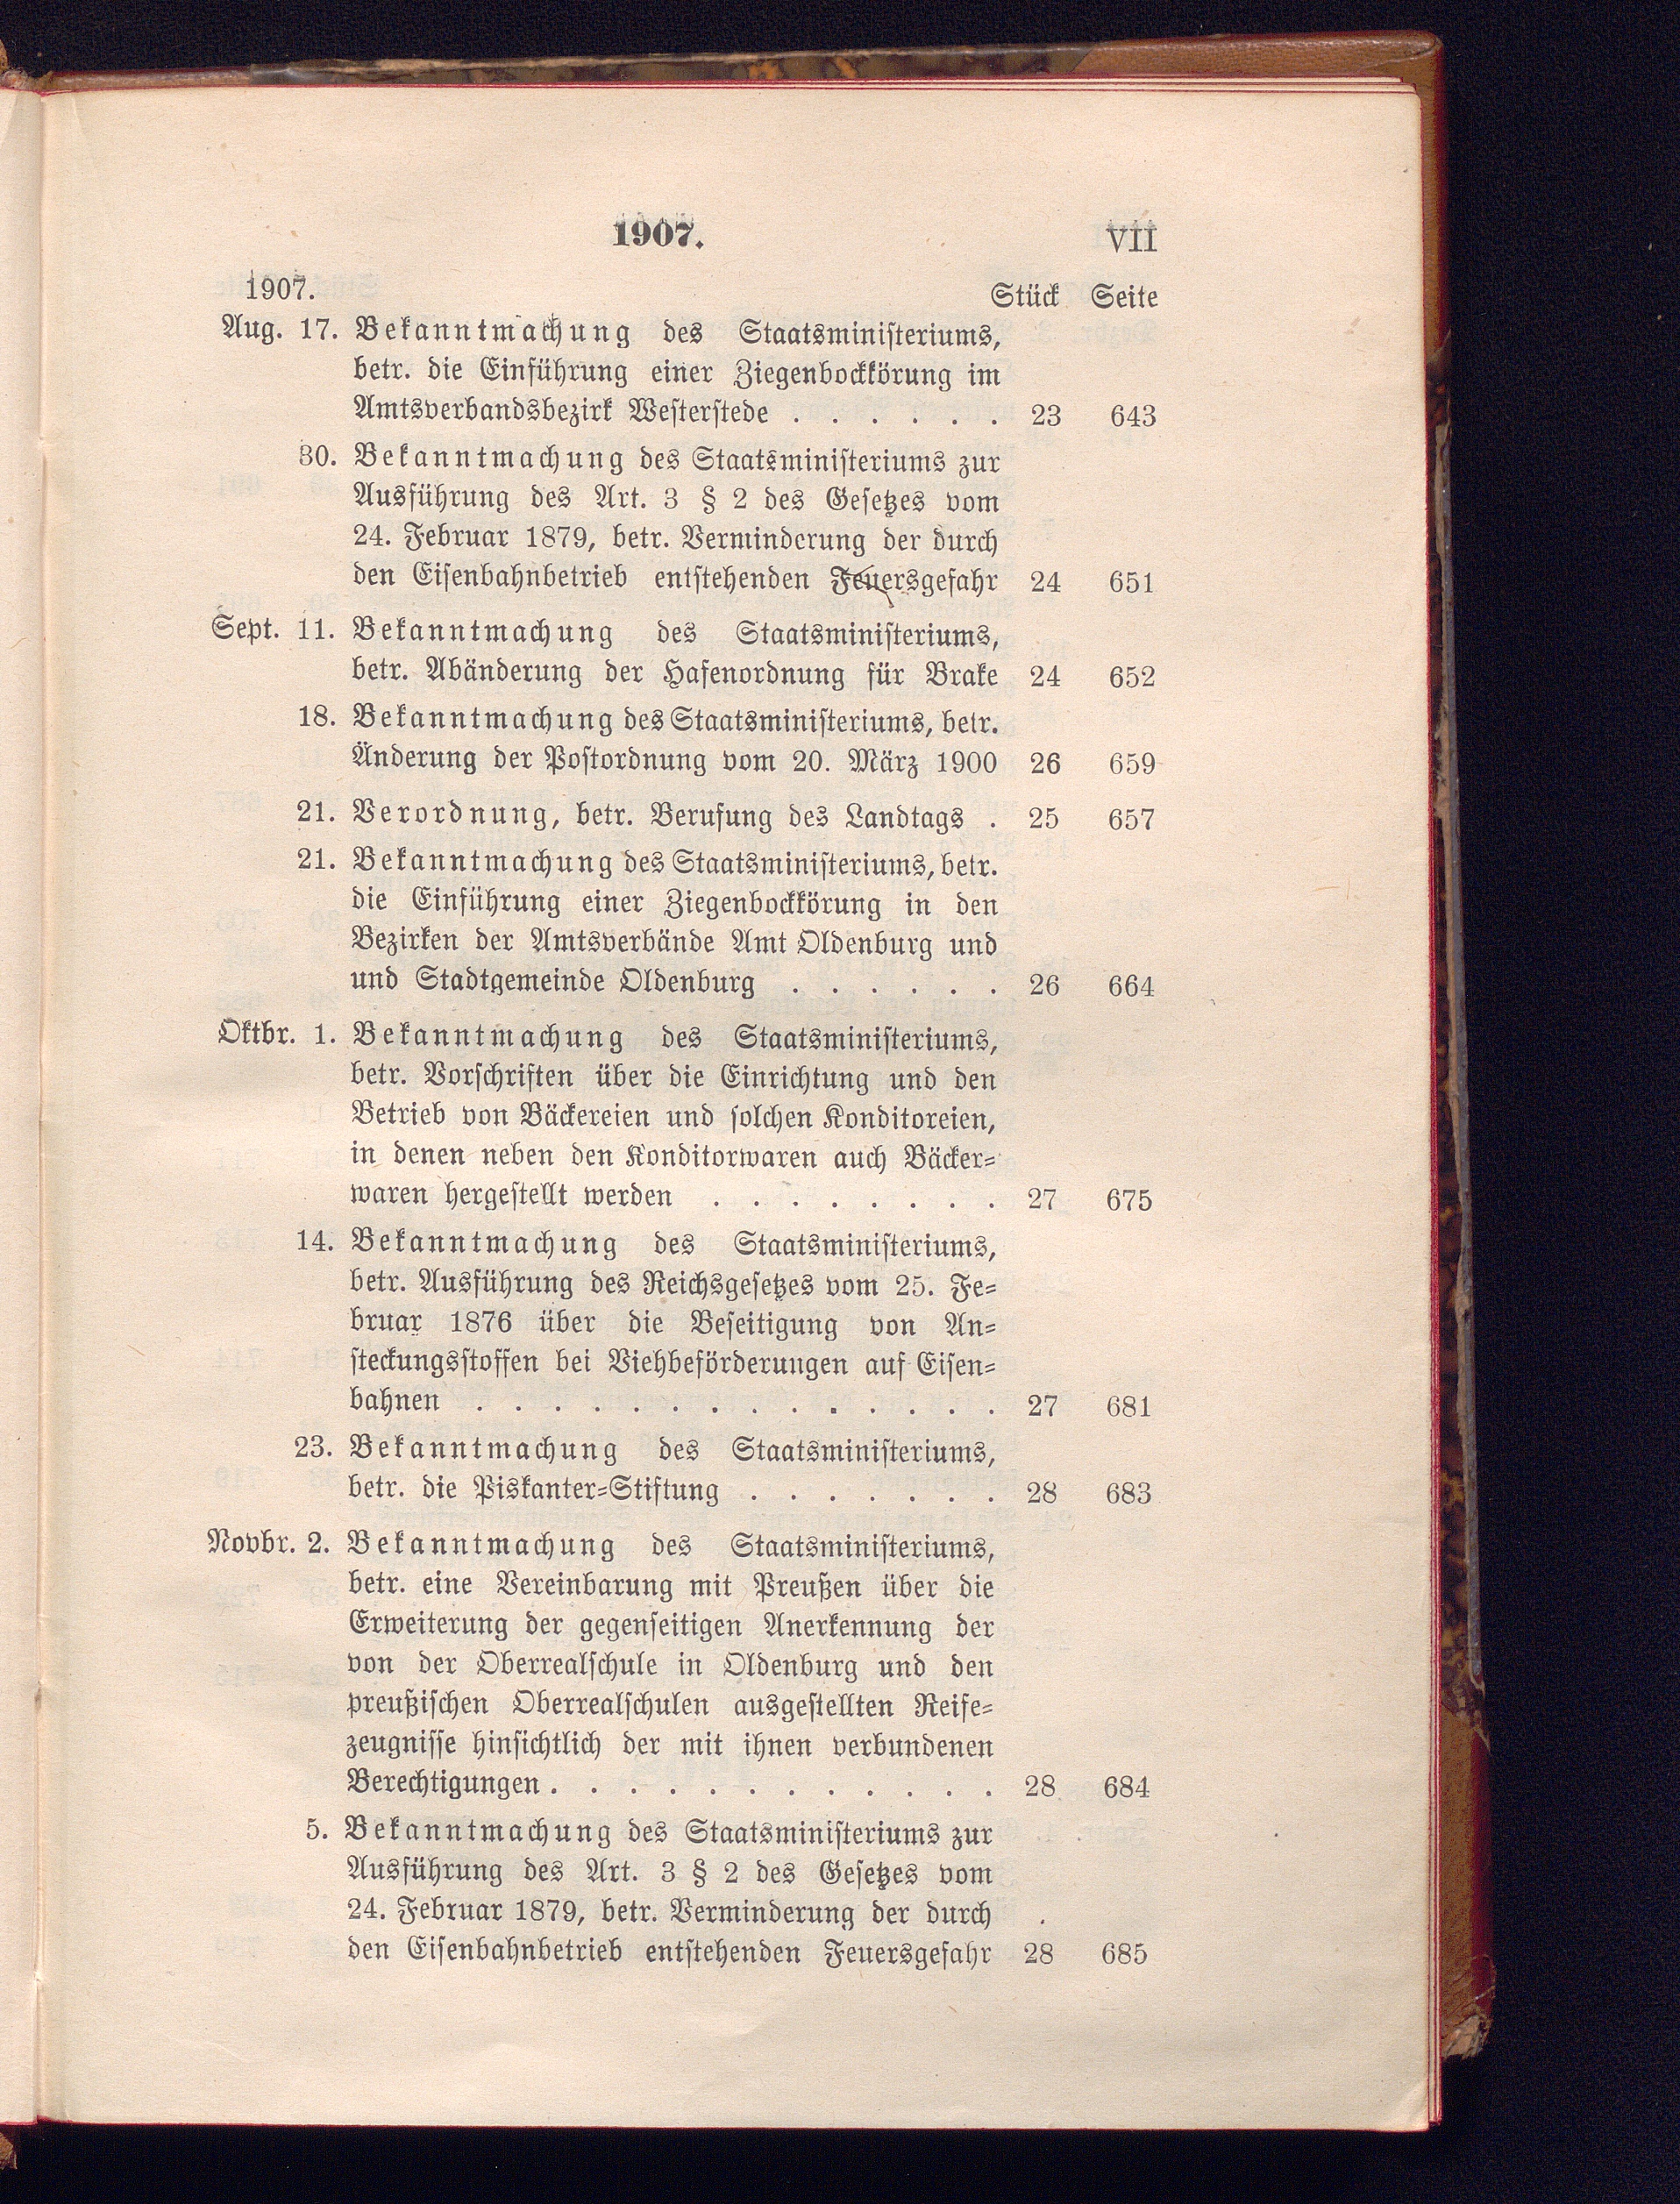 1907. VII
1907. Stück Seite
Aug. 17. Bekanntmachung des Staatsministeriums,
betr. die Einführung einer Ziegenbockkörung im
Amtsverbandsbezirk Westerstede . . . . . . 23 643
30. Bekanntmachung des Staatsministeriums zur
Ausführung des Art. 3 § 2 des Gesetzes vom
24. Februar 1879, betr. Verminderung der durch
den Eisenbahnbetrieb entstehenden Feuersgefahr 24 651
Sept. 11. Bekanntmachung des Staatsministeriums,
betr. Abänderung der Hafenordnung für Brake 24 652
18. Bekanntmachung des Staatsministeriums, betr.
Änderung der Postordnung vom 20. März 1900 26 659
21. Verordnung, betr. Berufung des Landtags . 25 657
21. Bekanntmachung des Staatsministeriums, betr.
die Einführung einer Ziegenbockkörung in den
Bezirken der Amtsverbände Amt Oldenburg und
und Stadtgemeinde Oldenburg . . . . . . 26 664
Oktbr. 1. Bekanntmachung des Staatsministeriums,
betr. Vorschriften über die Einrichtung und den
Betrieb von Bäckereien und solchen Konditoreien,
in denen neben den Konditorwaren auch Bäcker-
waren hergestellt werden . . . . . . . . 27 675
14. Bekanntmachung des Staatsministeriums,
betr. Ausführung des Reichsgesetzes vom 25. Fe-
bruar 1876 über die Beseitigung von An-
steckungsstoffen bei Viehbeförderungen auf Eisen-
bahnen . . . . . . . . . . . . . . 27 681
23. Bekanntmachung des Staatsministeriums,
betr. die Piskanter-Stiftung . . . . . . . 28 683
Novbr. 2. Bekanntmachung des Staatsministeriums,
betr. eine Vereinbarung mit Preußen über die
Erweiterung der gegenseitigen Anerkennung der
von der Oberrealschule in Oldenburg und den
preußischen Oberrealschulen ausgestellten Reife-
zeugnisse hinsichtlich der mit ihnen verbundenen
Berechtigungen . . . . . . . . . . . . 28 684
5. Bekanntmachung des Staatsministeriums zur
Ausführung des Art. 3 § 2 des Gesetzes vom
24. Februar 1879, betr. Verminderung der durch
den Eisenbahnbetrieb entstehenden Feuersgefahr 28 685